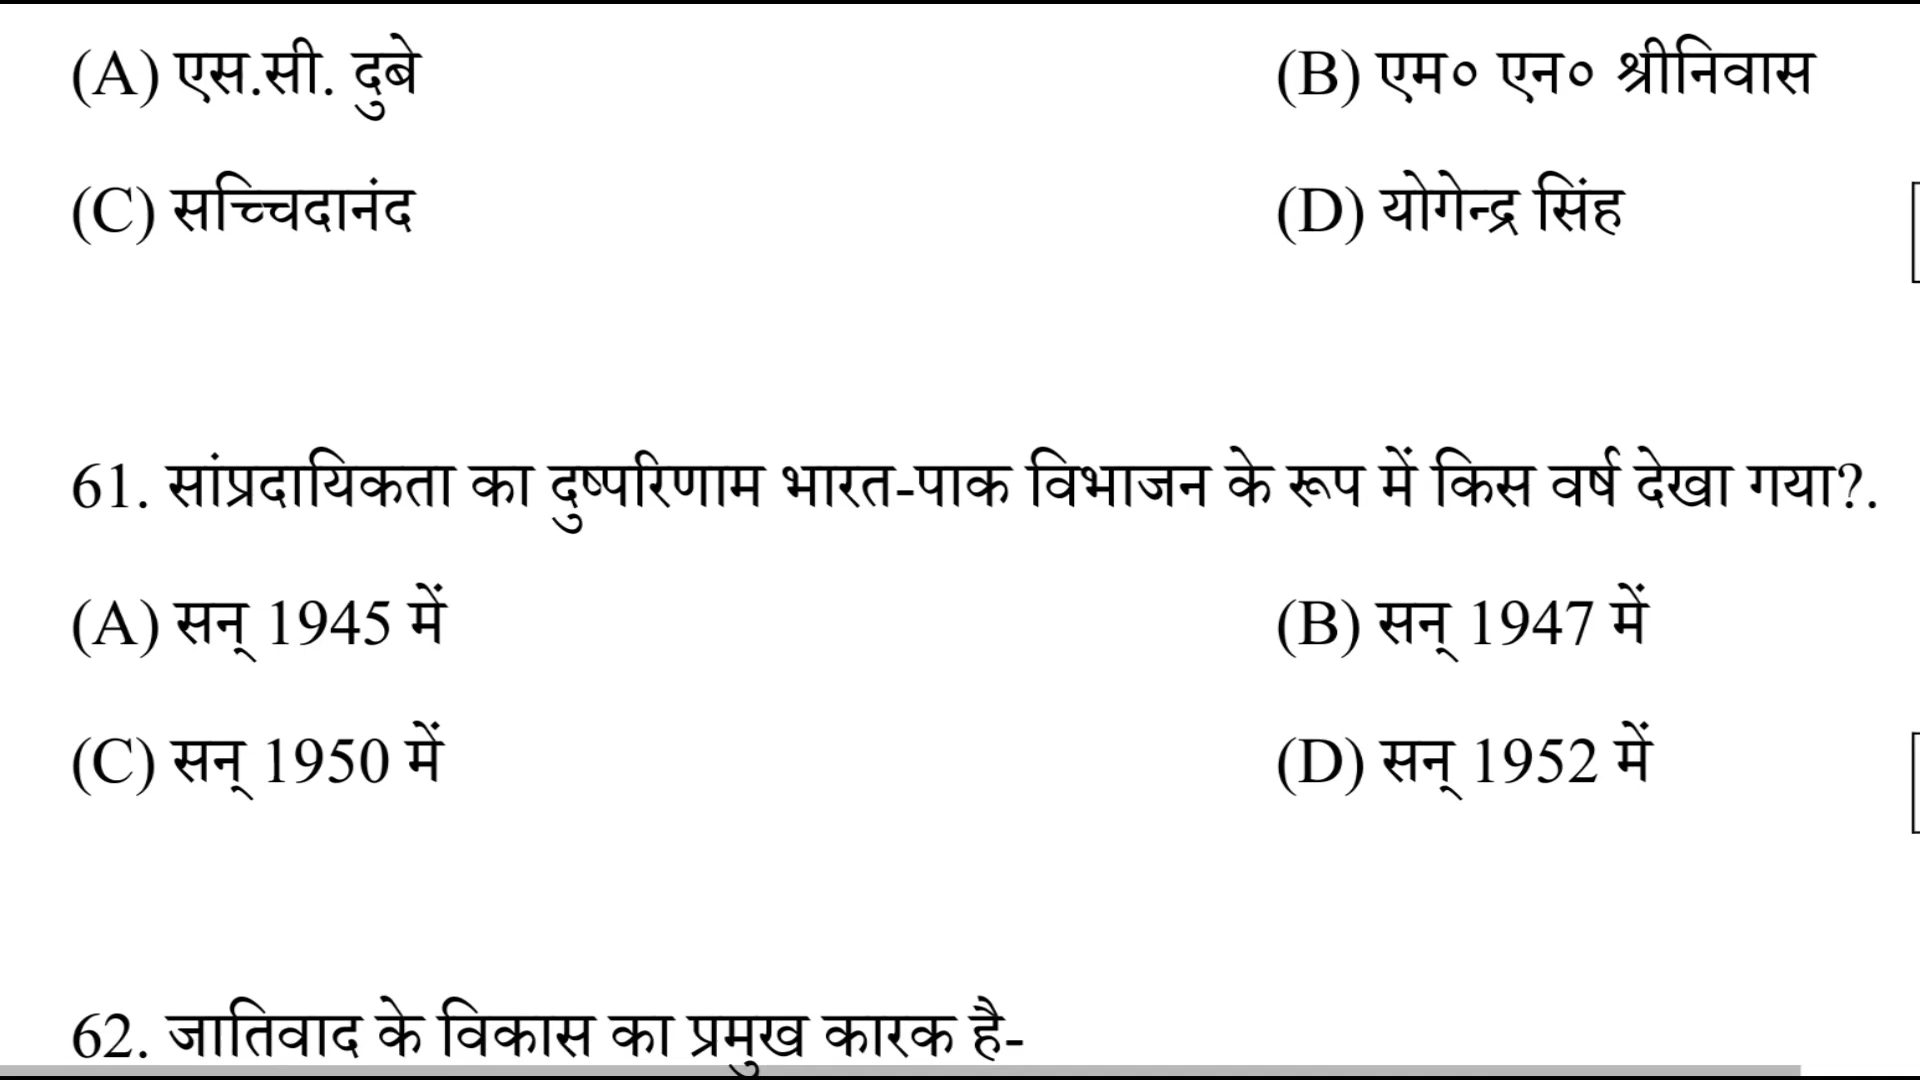 (A) एस.सी. दुबे (B) एम० एन० श्रीनिवास
(C) सच्चिदानंद (D) योगेन्द्र सिंह
61. सांप्रदायिकता का दुष्परिणाम भारत-पाक विभाजन के रूप में किस वर्ष देखा गया?.
(A) सन् 1945 में (B) सन् 1947 में
(C) सन् 1950 में (D) सन् 1952 में
62. जातिवाद के विकास का प्रमुख कारक है-